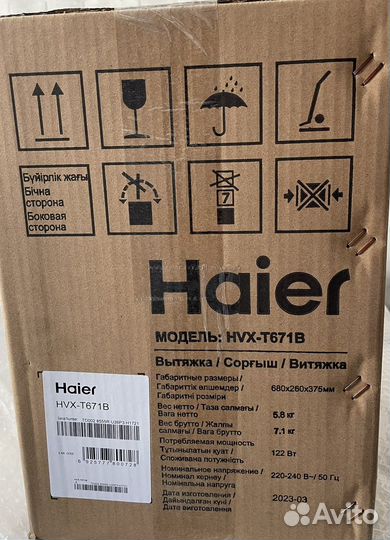 Бүйірлік жағы
Бічна
сторона
Боковая
сторона
7
Haier
МОДЕЛЬ: HVX-T671B
Вытяжка / Сорғыш / Витяжка
Габаритные размеры /
Габариттік өлшемдер /
Габаритні розміри
680x260x375мм
Вес нетто / Таза салмағы /
Вага нетто
5.8 кг
Вес брутто / Жалпы
салмағы / Вага брутто
7.1 кг
Потребляемая мощность
Тұтынылатын қуат /
Споживана потужність
122 Вт
Номинальное напряжение /
Номинал кернеу /
Номінальна напруга
220-240 В~/ 50 Гц
Дата изготовления /
Дайындалған күні /
Дата виготовлення
2023-03
Haier
HVX-T671B
6 925777 800728
Avito